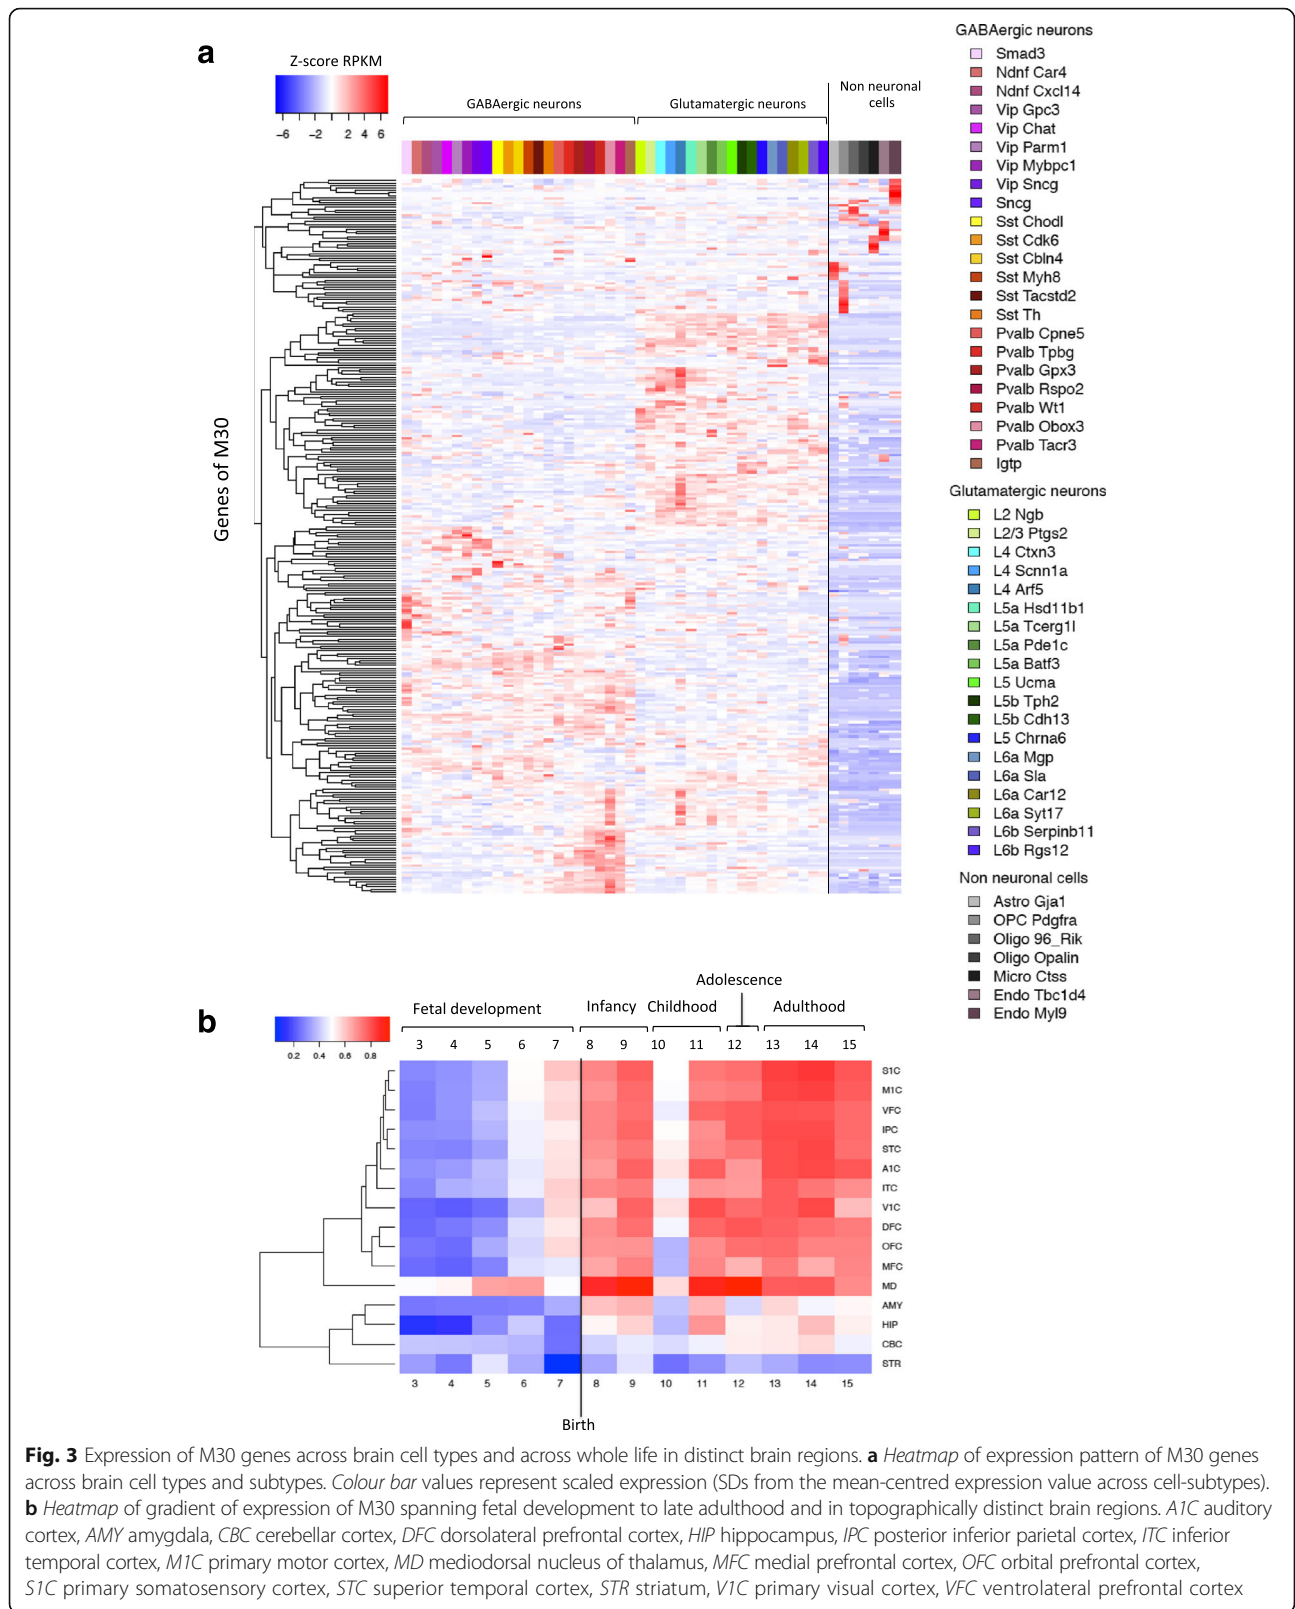 a
Z-score RPKM
−6 −2 2 4 6
GABAergic neurons
Glutamatergic neurons
Non neuronal
cells
Genes of M30
GABAergic neurons
Smad3
Ndnf Car4
Ndnf Cxcl14
Vip Gpc3
Vip Chat
Vip Parm1
Vip Mybpc1
Vip Sncg
Sncg
Sst Chodl
Sst Cdk6
Sst Cbln4
Sst Myh8
Sst Tacstd2
Sst Th
Pvalb Cpne5
Pvalb Tpbg
Pvalb Gpx3
Pvalb Rspo2
Pvalb Wt1
Pvalb Obox3
Pvalb Tacr3
Igtp
Glutamatergic neurons
L2 Ngb
L2/3 Ptgs2
L4 Ctxn3
L4 Scnn1a
L4 Arf5
L5a Hsd11b1
L5a Tcerg1l
L5a Pde1c
L5a Batf3
L5 Ucma
L5b Tph2
L5b Cdh13
L5 Chrna6
L6a Mgp
L6a Sla
L6a Car12
L6a Syt17
L6b Serpinb11
L6b Rgs12
Non neuronal cells
Astro Gja1
OPC Pdgfra
Oligo 96_Rik
Oligo Opalin
Micro Ctss
Endo Tbc1d4
Endo Myl9
b
0.2 0.4 0.6 0.8
Adolescence
Fetal development Infancy Childhood Adulthood
3 4 5 6 7 8 9 10 11 12 13 14 15
S1C
M1C
VFC
IPC
STC
A1C
ITC
V1C
DFC
OFC
MFC
MD
AMY
HIP
CBC
STR
3 4 5 6 7 8 9 10 11 12 13 14 15
Birth
Fig. 3 Expression of M30 genes across brain cell types and across whole life in distinct brain regions. a Heatmap of expression pattern of M30 genes
across brain cell types and subtypes. Colour bar values represent scaled expression (SDs from the mean-centred expression value across cell-subtypes).
b Heatmap of gradient of expression of M30 spanning fetal development to late adulthood and in topographically distinct brain regions. A1C auditory
cortex, AMY amygdala, CBC cerebellar cortex, DFC dorsolateral prefrontal cortex, HIP hippocampus, IPC posterior inferior parietal cortex, ITC inferior
temporal cortex, M1C primary motor cortex, MD mediodorsal nucleus of thalamus, MFC medial prefrontal cortex, OFC orbital prefrontal cortex,
S1C primary somatosensory cortex, STC superior temporal cortex, STR striatum, V1C primary visual cortex, VFC ventrolateral prefrontal cortex